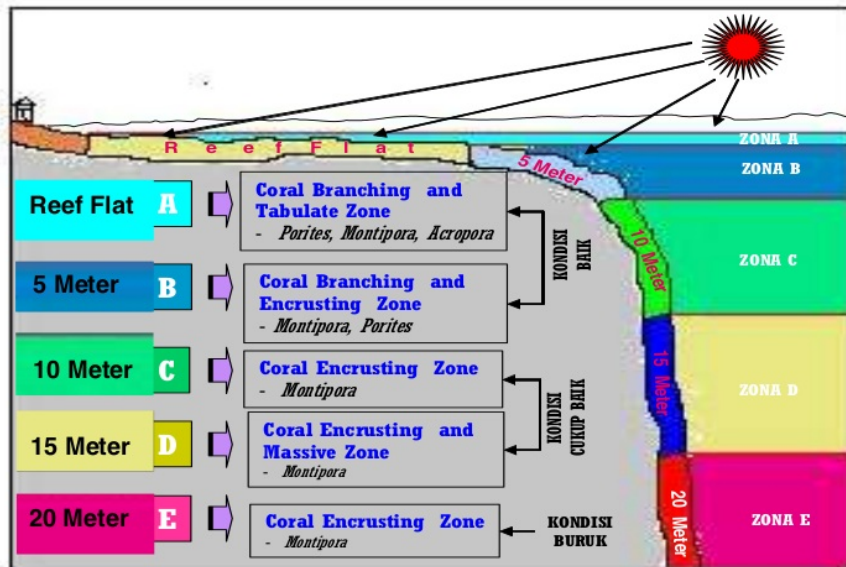 ZONA A
Reef Flat
5 Meter
ZONA B
Reef Flat
A
Coral Branching and
Tabulate Zone
- Porites, Montipora, Acropora
KONDISI
BAIK
10 Meter
ZONA C
5 Meter
B
Coral Branching and
Encrusting Zone
- Montipora, Porites
10 Meter
C
Coral Encrusting Zone
- Montipora
KONDISI
CUKUP BAIK
15 Meter
ZONA D
15 Meter
D
Coral Encrusting and
Massive Zone
- Montipora
20 Meter
E
Coral Encrusting Zone
- Montipora
KONDISI
BURUK
20 Meter
ZONA E